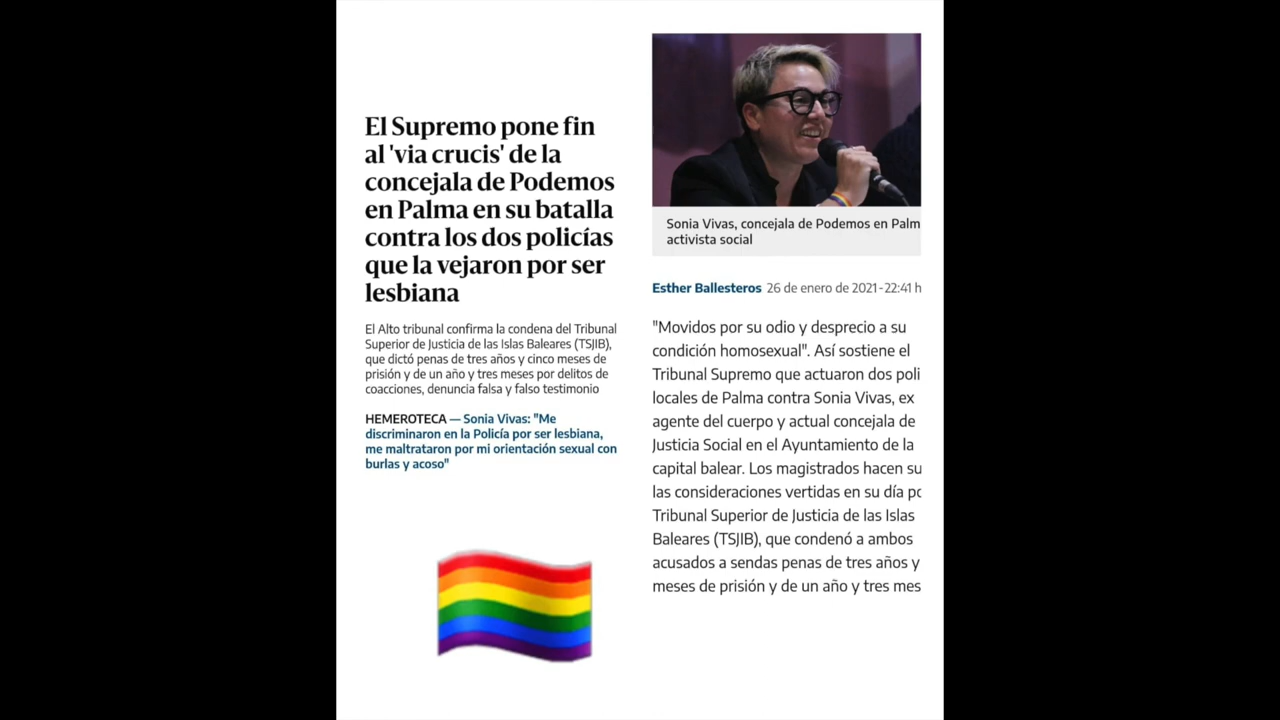 El Supremo pone fin
al 'via crucis' de la
concejala de Podemos
en Palma en su batalla
contra los dos policías
que la vejaron por ser
lesbiana
El Alto tribunal confirma la condena del Tribunal
Superior de Justicia de las Islas Baleares (TSJIB),
que dictó penas de tres años y cinco meses de
prisión y de un año y tres meses por delitos de
coacciones, denuncia falsa y falso testimonio
HEMEROTECA — Sonia Vivas: "Me
discriminaron en la Policía por ser lesbiana,
me maltrataron por mi orientación sexual con
burlas y acoso"
Sonia Vivas, concejala de Podemos en Palm
activista social
Esther Ballesteros 26 de enero de 2021-22:41 h
"Movidos por su odio y desprecio a su
condición homosexual". Así sostiene el
Tribunal Supremo que actuaron dos poli
locales de Palma contra Sonia Vivas, ex
agente del cuerpo y actual concejala de
Justicia Social en el Ayuntamiento de la
capital balear. Los magistrados hacen su
las consideraciones vertidas en su día po
Tribunal Superior de Justicia de las Islas
Baleares (TSJIB), que condenó a ambos
acusados a sendas penas de tres años y
meses de prisión y de un año y tres mes